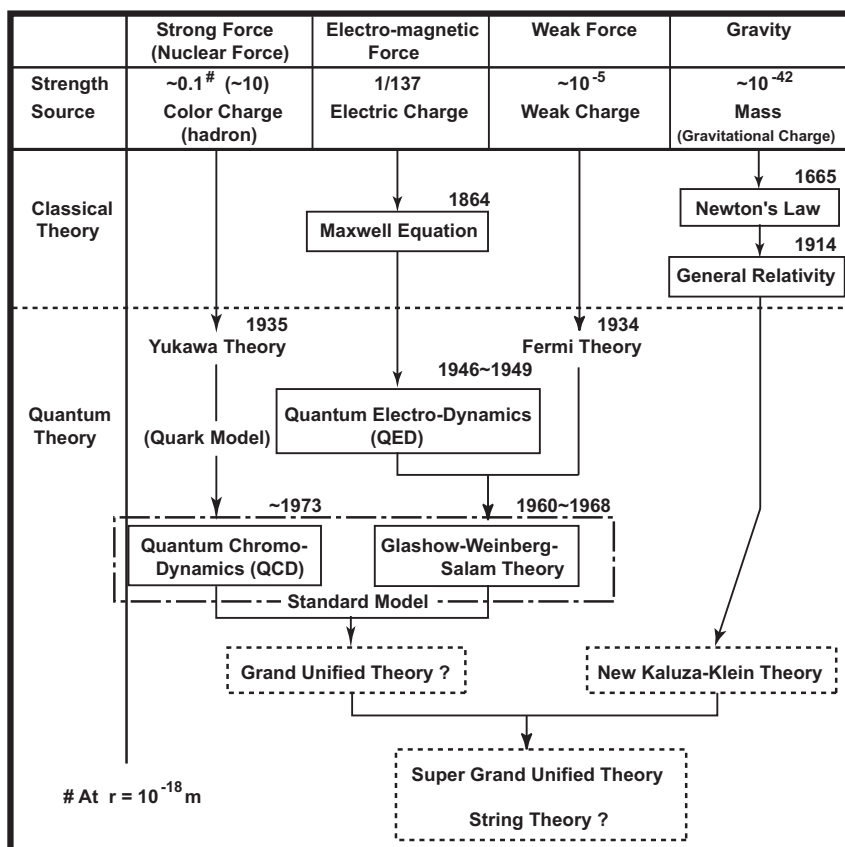 Strong Force Electro-magnetic Weak Force Gravity
(Nuclear Force) Force
Strength ~0.1# (~10) 1/137 ~10-5 ~10-42
Source Color Charge Electric Charge Weak Charge Mass
(hadron) (Gravitational Charge)
1665
Classical
Theory
1864
Newton's Law
Maxwell Equation
1914
General Relativity
1935
1934
Yukawa Theory
Fermi Theory
1946~1949
Quantum
Theory
(Quark Model)
Quantum Electro-Dynamics
(QED)
~1973
1960~1968
Quantum Chromo-
Dynamics (QCD)
Glashow-Weinberg-
Salam Theory
Standard Model
Grand Unified Theory ?
New Kaluza-Klein Theory
Super Grand Unified Theory
String Theory ?
# At r = 10-18 m